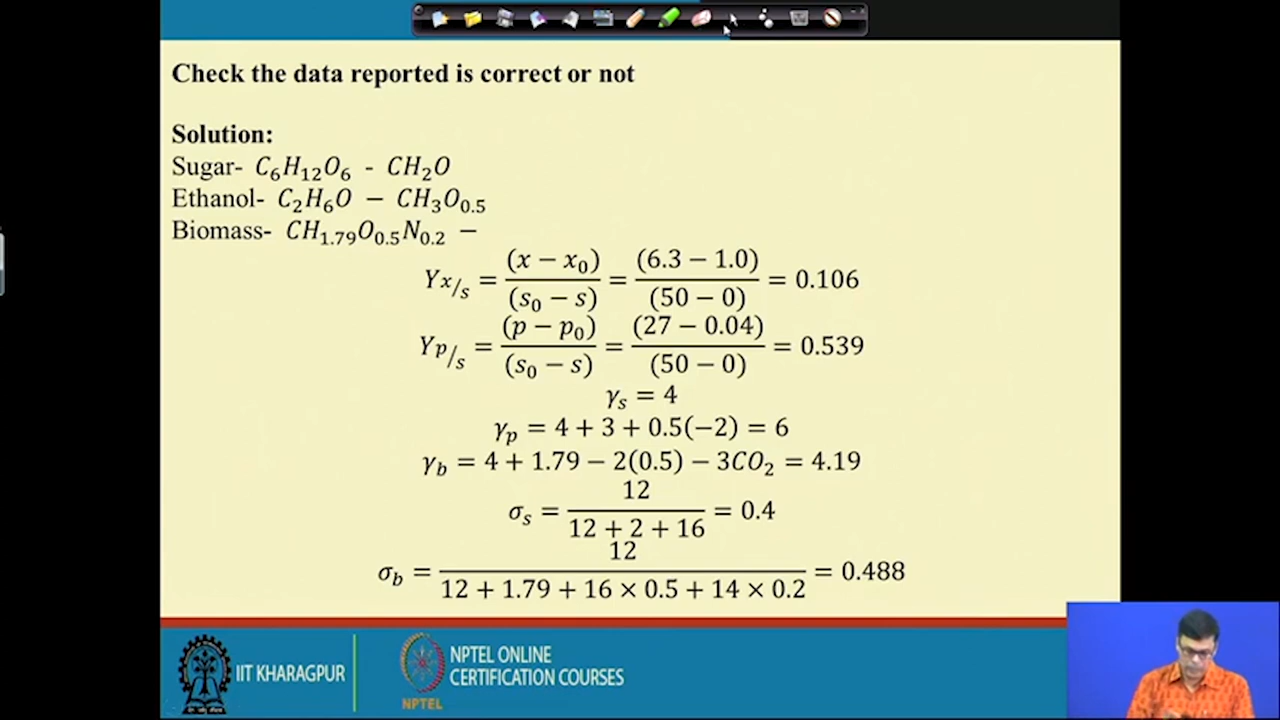 Check the data reported is correct or not
Solution:
Sugar- C₆H₁₂O₆ - CH₂O
Ethanol- C₂H₆O − CH₃O₀.₅
Biomass- CH₁.₇₉O₀.₅N₀.₂ −
Yx/s = (x − x₀)/(s₀ − s) = (6.3 − 1.0)/(50 − 0) = 0.106
Yp/s = (p − p₀)/(s₀ − s) = (27 − 0.04)/(50 − 0) = 0.539
γₛ = 4
γₚ = 4 + 3 + 0.5(−2) = 6
γ_b = 4 + 1.79 − 2(0.5) − 3CO₂ = 4.19
σₛ = 12/(12 + 2 + 16) = 0.4
σ_b = 12/(12 + 1.79 + 16 × 0.5 + 14 × 0.2) = 0.488
IIT KHARAGPUR
NPTEL
NPTEL ONLINE
CERTIFICATION COURSES